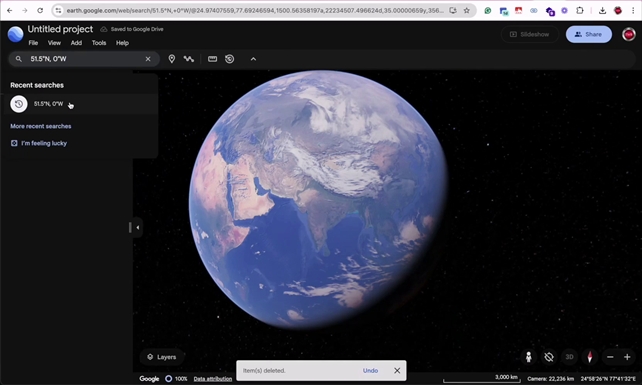 earth.google.com/web/search/51.5°N,+0°W/@24.97407559,77.69246594,1500.56358197a,22234507.496624d,35.00000659y,356...
Untitled project
Saved to Google Drive
File View Add Tools Help
Slideshow
Share
51.5°N, 0°W
Recent searches
51.5°N, 0°W
More recent searches
I'm feeling lucky
Layers
3D
Item(s) deleted. Undo
Google 100% Data attribution
3,000 km Camera: 22,236 km 24°58'26"N 77°41'32"E